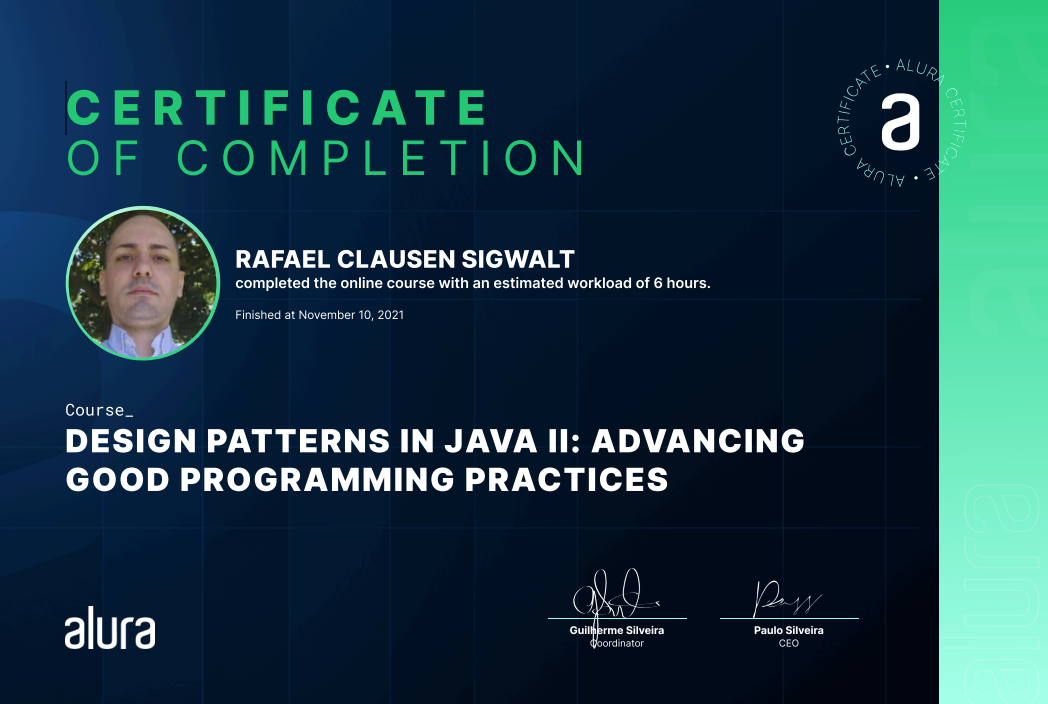 CERTIFICATE
OF COMPLETION
ALURA CERTIFICATE • ALURA CERTIFICATE •
a
RAFAEL CLAUSEN SIGWALT
completed the online course with an estimated workload of 6 hours.
Finished at November 10, 2021
Course_
DESIGN PATTERNS IN JAVA II: ADVANCING
GOOD PROGRAMMING PRACTICES
alura
Guilherme Silveira
Coordinator
Paulo Silveira
CEO
alura
alura